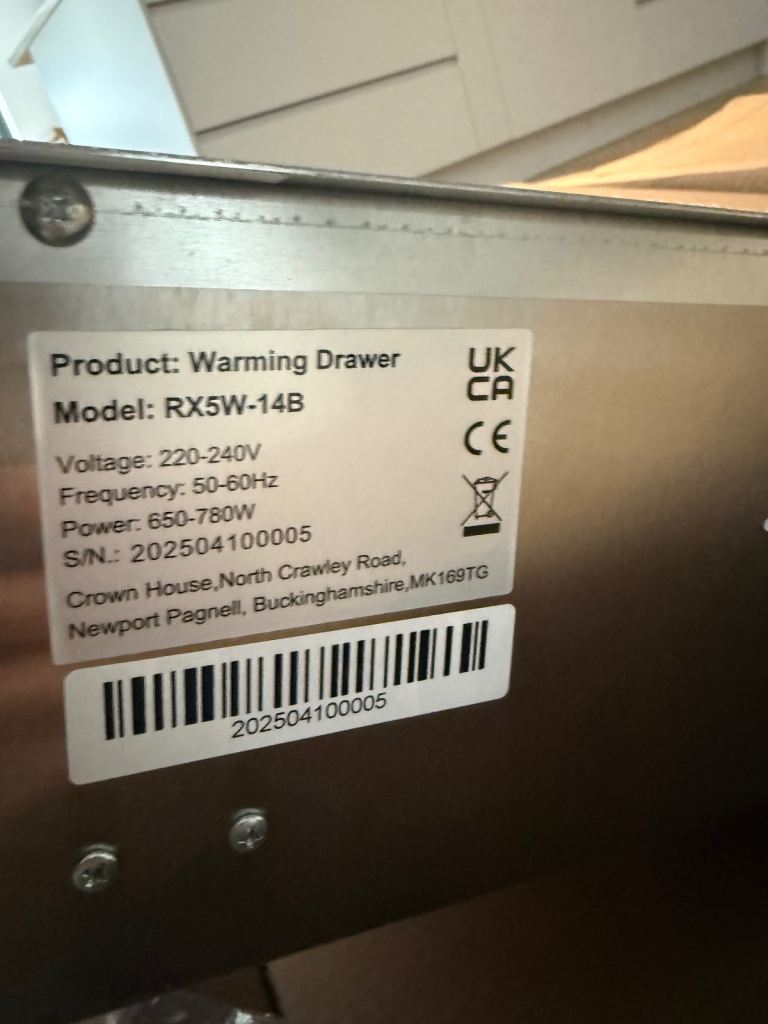 Product: Warming Drawer
Model: RX5W-14B
Voltage: 220-240V
Frequency: 50-60Hz
Power: 650-780W
S/N.: 202504100005
Crown House,North Crawley Road,
Newport Pagnell, Buckinghamshire,MK169TG
UK
CA
CE
202504100005